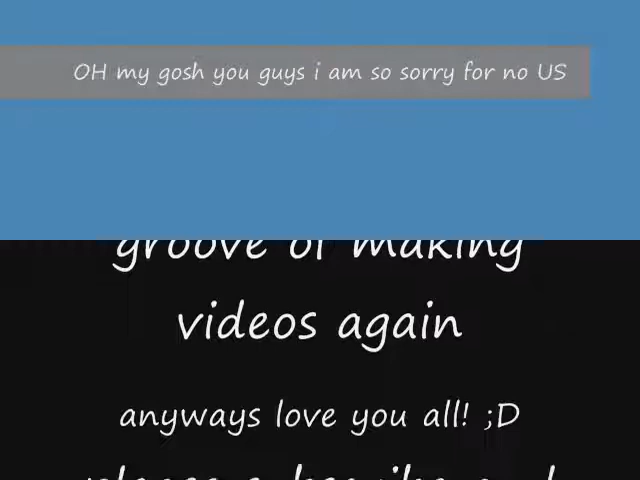 OH my gosh you guys i am so sorry for no US
groove of making
videos again
anyways love you all! ;D